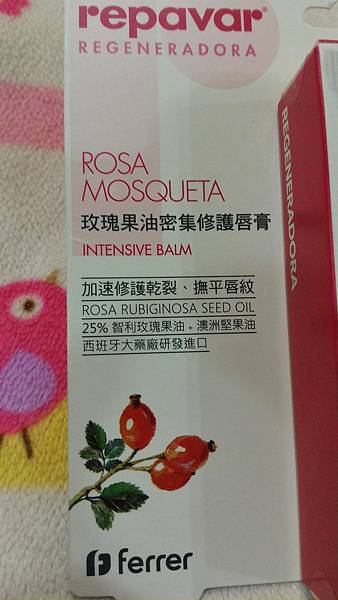 repavar®
REGENERADORA
ROSA
MOSQUETA
玫瑰果油密集修護唇膏
INTENSIVE BALM
加速修護乾裂、撫平唇紋
ROSA RUBIGINOSA SEED OIL
25% 智利玫瑰果油，澳洲堅果油
西班牙大藥廠研發進口
ferrer
REGENERADORA